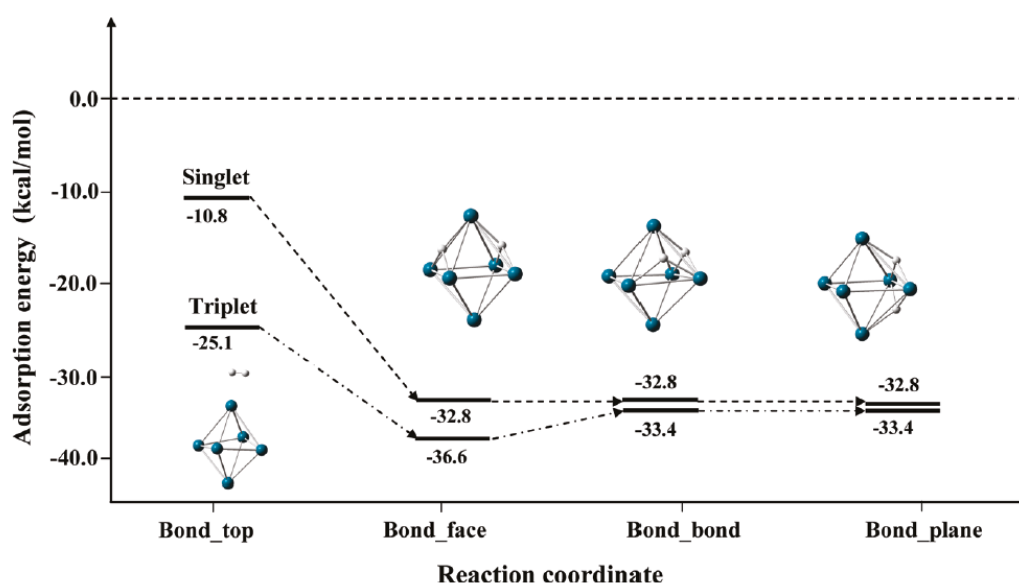 Adsorption energy (kcal/mol)
0.0
-10.0
-20.0
-30.0
-40.0
Singlet
-10.8
Triplet
-25.1
-32.8
-36.6
-32.8
-33.4
-32.8
-33.4
Bond_top
Bond_face
Bond_bond
Bond_plane
Reaction coordinate